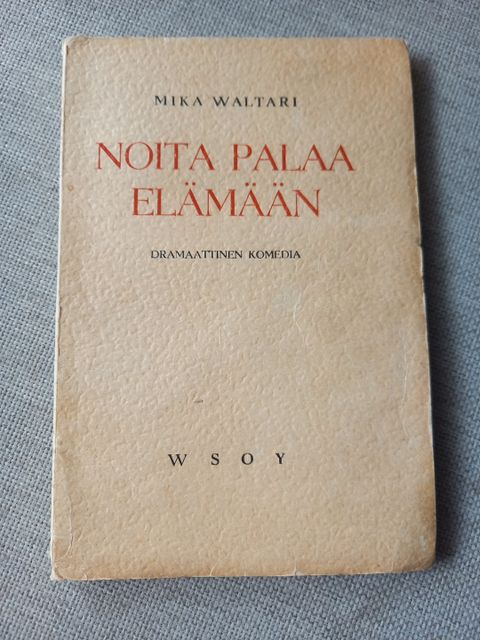 MIKA WALTARI
NOITA PALAA
ELÄMÄÄN
DRAMAATTINEN KOMEDIA
W S O Y